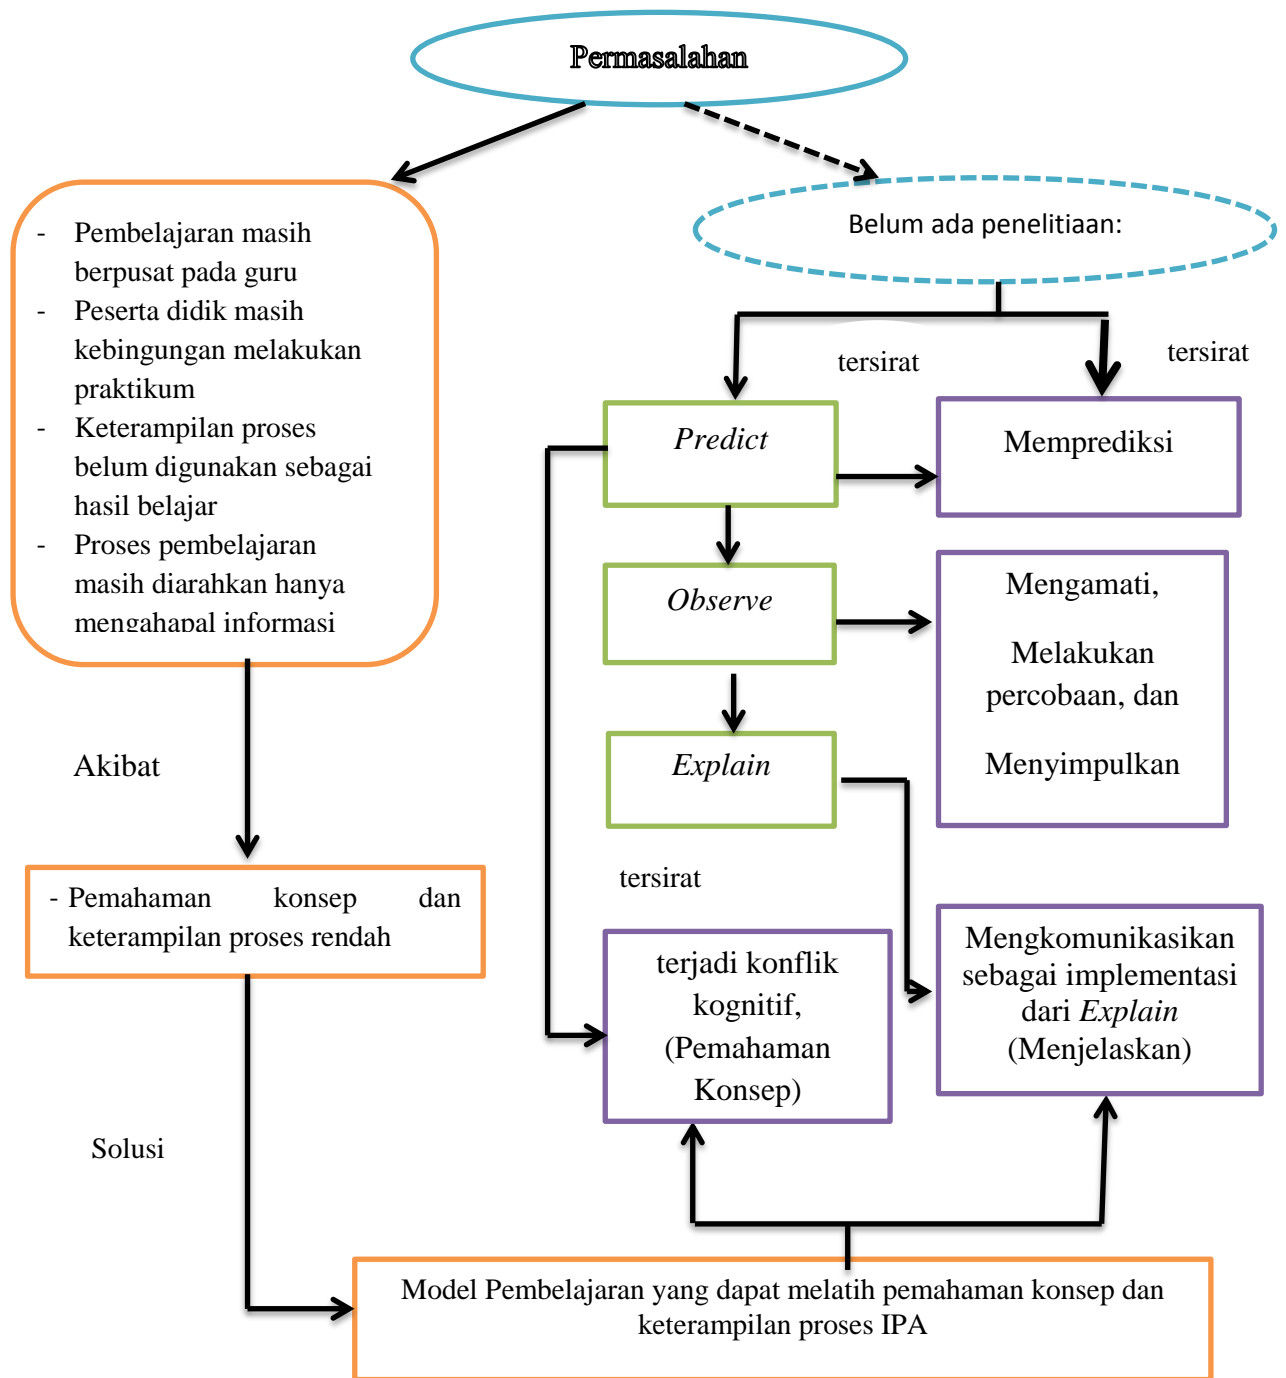 Permasalahan
- Pembelajaran masih
berpusat pada guru
- Peserta didik masih
kebingungan melakukan
praktikum
- Keterampilan proses
belum digunakan sebagai
hasil belajar
- Proses pembelajaran
masih diarahkan hanya
mengahapal informasi
Akibat
- Pemahaman konsep dan
keterampilan proses rendah
Solusi
Belum ada penelitiaan:
tersirat
tersirat
Predict
Memprediksi
Observe
Mengamati,
Melakukan
percobaan, dan
Menyimpulkan
Explain
tersirat
terjadi konflik
kognitif,
(Pemahaman
Konsep)
Mengkomunikasikan
sebagai implementasi
dari Explain
(Menjelaskan)
Model Pembelajaran yang dapat melatih pemahaman konsep dan
keterampilan proses IPA